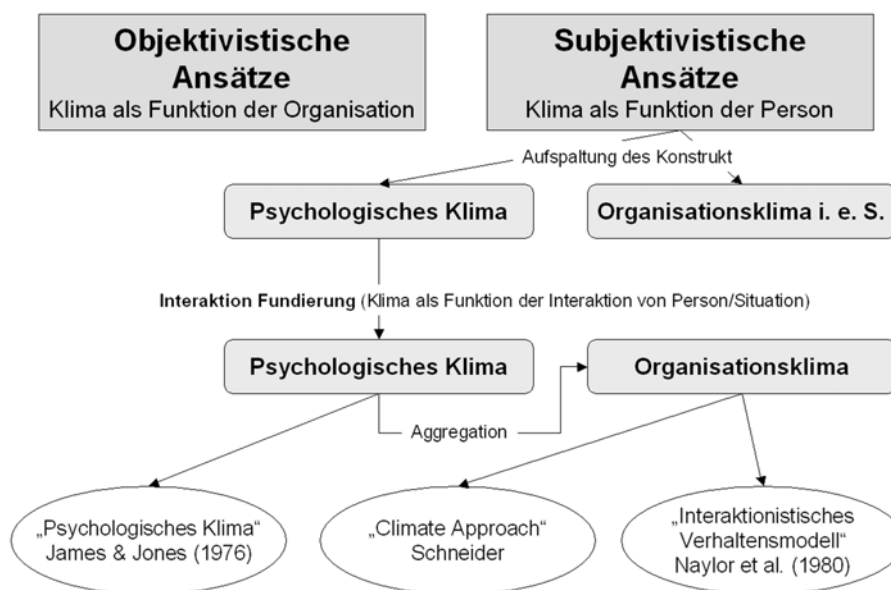 Objektivistische
Ansätze
Klima als Funktion der Organisation
Subjektivistische
Ansätze
Klima als Funktion der Person
Aufspaltung des Konstrukt
Psychologisches Klima
Organisationsklima i. e. S.
Interaktion Fundierung (Klima als Funktion der Interaktion von Person/Situation)
Psychologisches Klima
Organisationsklima
Aggregation
„Psychologisches Klima“
James & Jones (1976)
„Climate Approach“
Schneider
„Interaktionistisches
Verhaltensmodell“
Naylor et al. (1980)